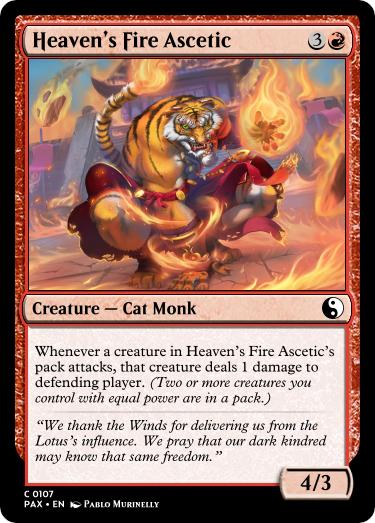 Heaven's Fire Ascetic 3
Creature — Cat Monk
Whenever a creature in Heaven's Fire Ascetic's
pack attacks, that creature deals 1 damage to
defending player. (Two or more creatures you
control with equal power are in a pack.)
“We thank the Winds for delivering us from the
Lotus's influence. We pray that our dark kindred
may know that same freedom.”
4/3
C 0107
PAX • EN Pablo Murinelly